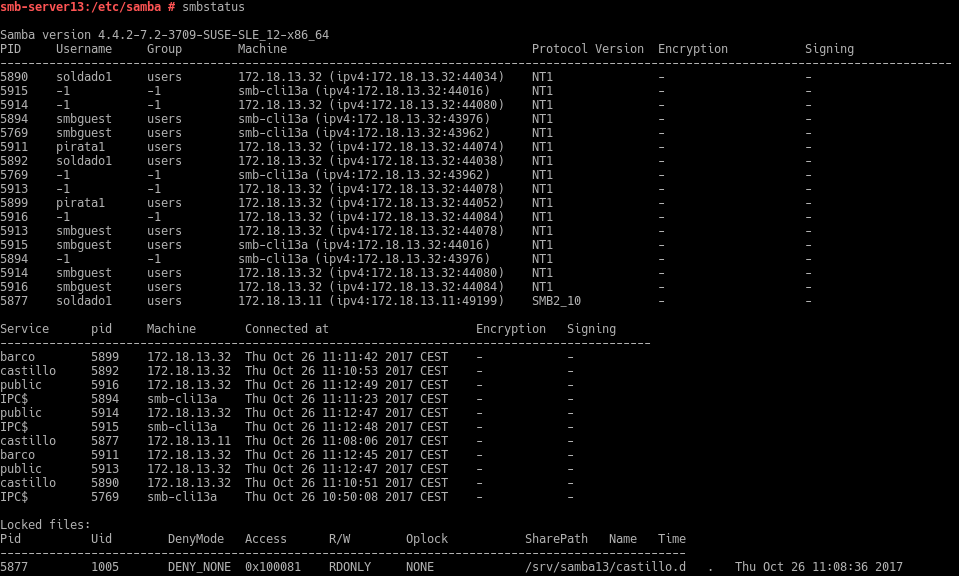 smb-server13:/etc/samba # smbstatus

Samba version 4.4.2-7.2-3709-SUSE-SLE_12-x86_64
PID     Username     Group        Machine                                   Protocol Version  Encryption           Signing
----------------------------------------------------------------------------------------------------------------------------------------
5890    soldado1     users        172.18.13.32 (ipv4:172.18.13.32:44034)    NT1               -                    -
5915    -1           -1           smb-cli13a (ipv4:172.18.13.32:44016)      NT1               -                    -
5914    -1           -1           172.18.13.32 (ipv4:172.18.13.32:44080)    NT1               -                    -
5894    smbguest     users        smb-cli13a (ipv4:172.18.13.32:43976)      NT1               -                    -
5769    smbguest     users        smb-cli13a (ipv4:172.18.13.32:43962)      NT1               -                    -
5911    pirata1      users        172.18.13.32 (ipv4:172.18.13.32:44074)    NT1               -                    -
5892    soldado1     users        172.18.13.32 (ipv4:172.18.13.32:44038)    NT1               -                    -
5769    -1           -1           smb-cli13a (ipv4:172.18.13.32:43962)      NT1               -                    -
5913    -1           -1           172.18.13.32 (ipv4:172.18.13.32:44078)    NT1               -                    -
5899    pirata1      users        172.18.13.32 (ipv4:172.18.13.32:44052)    NT1               -                    -
5916    -1           -1           172.18.13.32 (ipv4:172.18.13.32:44084)    NT1               -                    -
5913    smbguest     users        172.18.13.32 (ipv4:172.18.13.32:44078)    NT1               -                    -
5915    smbguest     users        smb-cli13a (ipv4:172.18.13.32:44016)      NT1               -                    -
5894    -1           -1           smb-cli13a (ipv4:172.18.13.32:43976)      NT1               -                    -
5914    smbguest     users        172.18.13.32 (ipv4:172.18.13.32:44080)    NT1               -                    -
5916    smbguest     users        172.18.13.32 (ipv4:172.18.13.32:44084)    NT1               -                    -
5877    soldado1     users        172.18.13.11 (ipv4:172.18.13.11:49199)    SMB2_10           -                    -

Service      pid     Machine       Connected at                     Encryption   Signing
---------------------------------------------------------------------------------------------
barco        5899    172.18.13.32  Thu Oct 26 11:11:42 2017 CEST    -            -
castillo     5892    172.18.13.32  Thu Oct 26 11:10:53 2017 CEST    -            -
public       5916    172.18.13.32  Thu Oct 26 11:12:49 2017 CEST    -            -
IPC$         5894    smb-cli13a    Thu Oct 26 11:11:23 2017 CEST    -            -
public       5914    172.18.13.32  Thu Oct 26 11:12:47 2017 CEST    -            -
IPC$         5915    smb-cli13a    Thu Oct 26 11:12:48 2017 CEST    -            -
castillo     5877    172.18.13.11  Thu Oct 26 11:08:06 2017 CEST    -            -
barco        5911    172.18.13.32  Thu Oct 26 11:12:45 2017 CEST    -            -
public       5913    172.18.13.32  Thu Oct 26 11:12:47 2017 CEST    -            -
castillo     5890    172.18.13.32  Thu Oct 26 11:10:51 2017 CEST    -            -
IPC$         5769    smb-cli13a    Thu Oct 26 10:50:08 2017 CEST    -            -

Locked files:
Pid          Uid        DenyMode   Access      R/W        Oplock           SharePath   Name   Time
--------------------------------------------------------------------------------------------------
5877         1005       DENY_NONE  0x100081    RDONLY     NONE             /srv/samba13/castillo.d   .   Thu Oct 26 11:08:36 2017